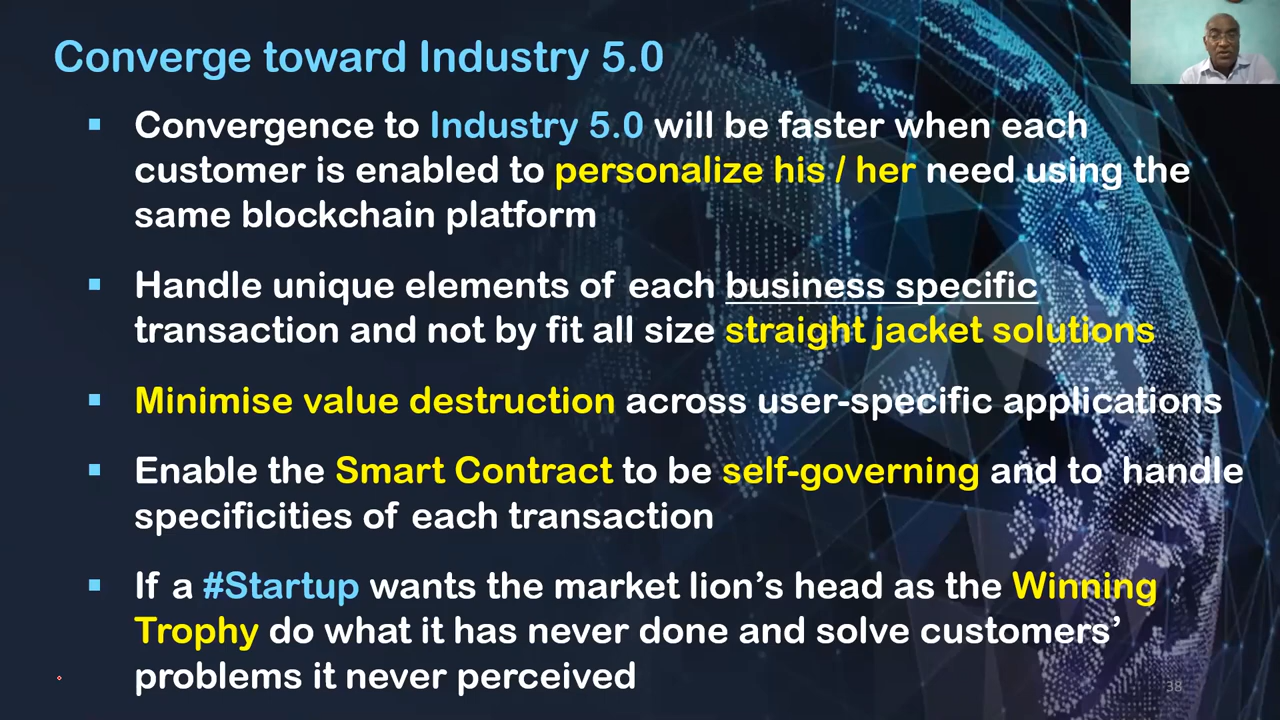 Converge toward Industry 5.0
▪ Convergence to Industry 5.0 will be faster when each
customer is enabled to personalize his / her need using the
same blockchain platform
▪ Handle unique elements of each business specific
transaction and not by fit all size straight jacket solutions
▪ Minimise value destruction across user-specific applications
▪ Enable the Smart Contract to be self-governing and to handle
specificities of each transaction
▪ If a #Startup wants the market lion’s head as the Winning
Trophy do what it has never done and solve customers’
problems it never perceived
38